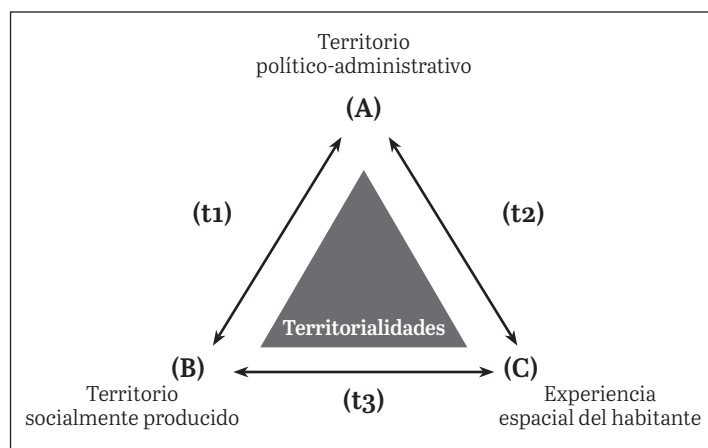 Territorio
político-administrativo
(A)
(t1)
(t2)
Territorialidades
(B)
(C)
Territorio
socialmente producido
(t3)
Experiencia
espacial del habitante